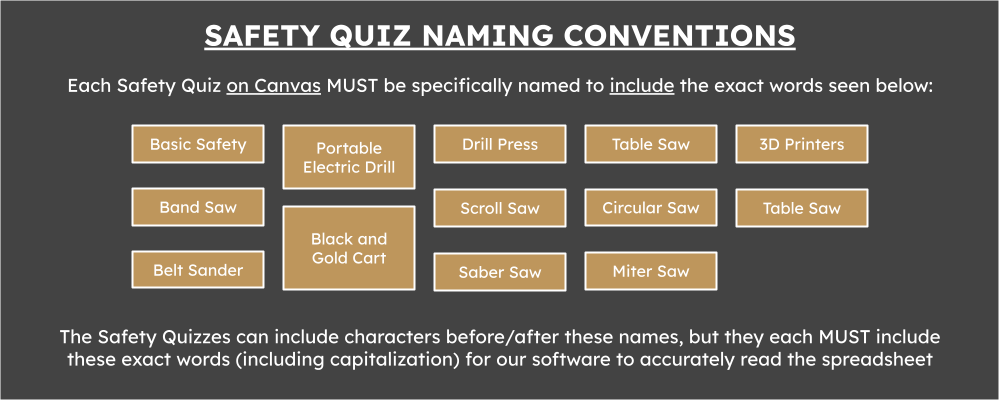 SAFETY QUIZ NAMING CONVENTIONS
Each Safety Quiz on Canvas MUST be specifically named to include the exact words seen below:
Basic Safety
Band Saw
Belt Sander
Portable
Electric Drill
Black and
Gold Cart
Drill Press
Scroll Saw
Saber Saw
Table Saw
Circular Saw
Miter Saw
3D Printers
Table Saw
The Safety Quizzes can include characters before/after these names, but they each MUST include
these exact words (including capitalization) for our software to accurately read the spreadsheet